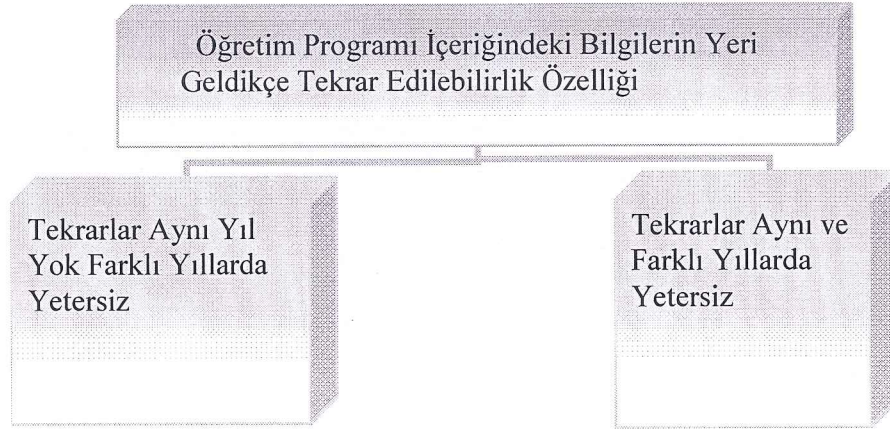 Öğretim Programı İçeriğindeki Bilgilerin Yeri
Geldikçe Tekrar Edilebilirlik Özelliği
Tekrarlar Aynı Yıl
Yok Farklı Yıllarda
Yetersiz
Tekrarlar Aynı ve
Farklı Yıllarda
Yetersiz